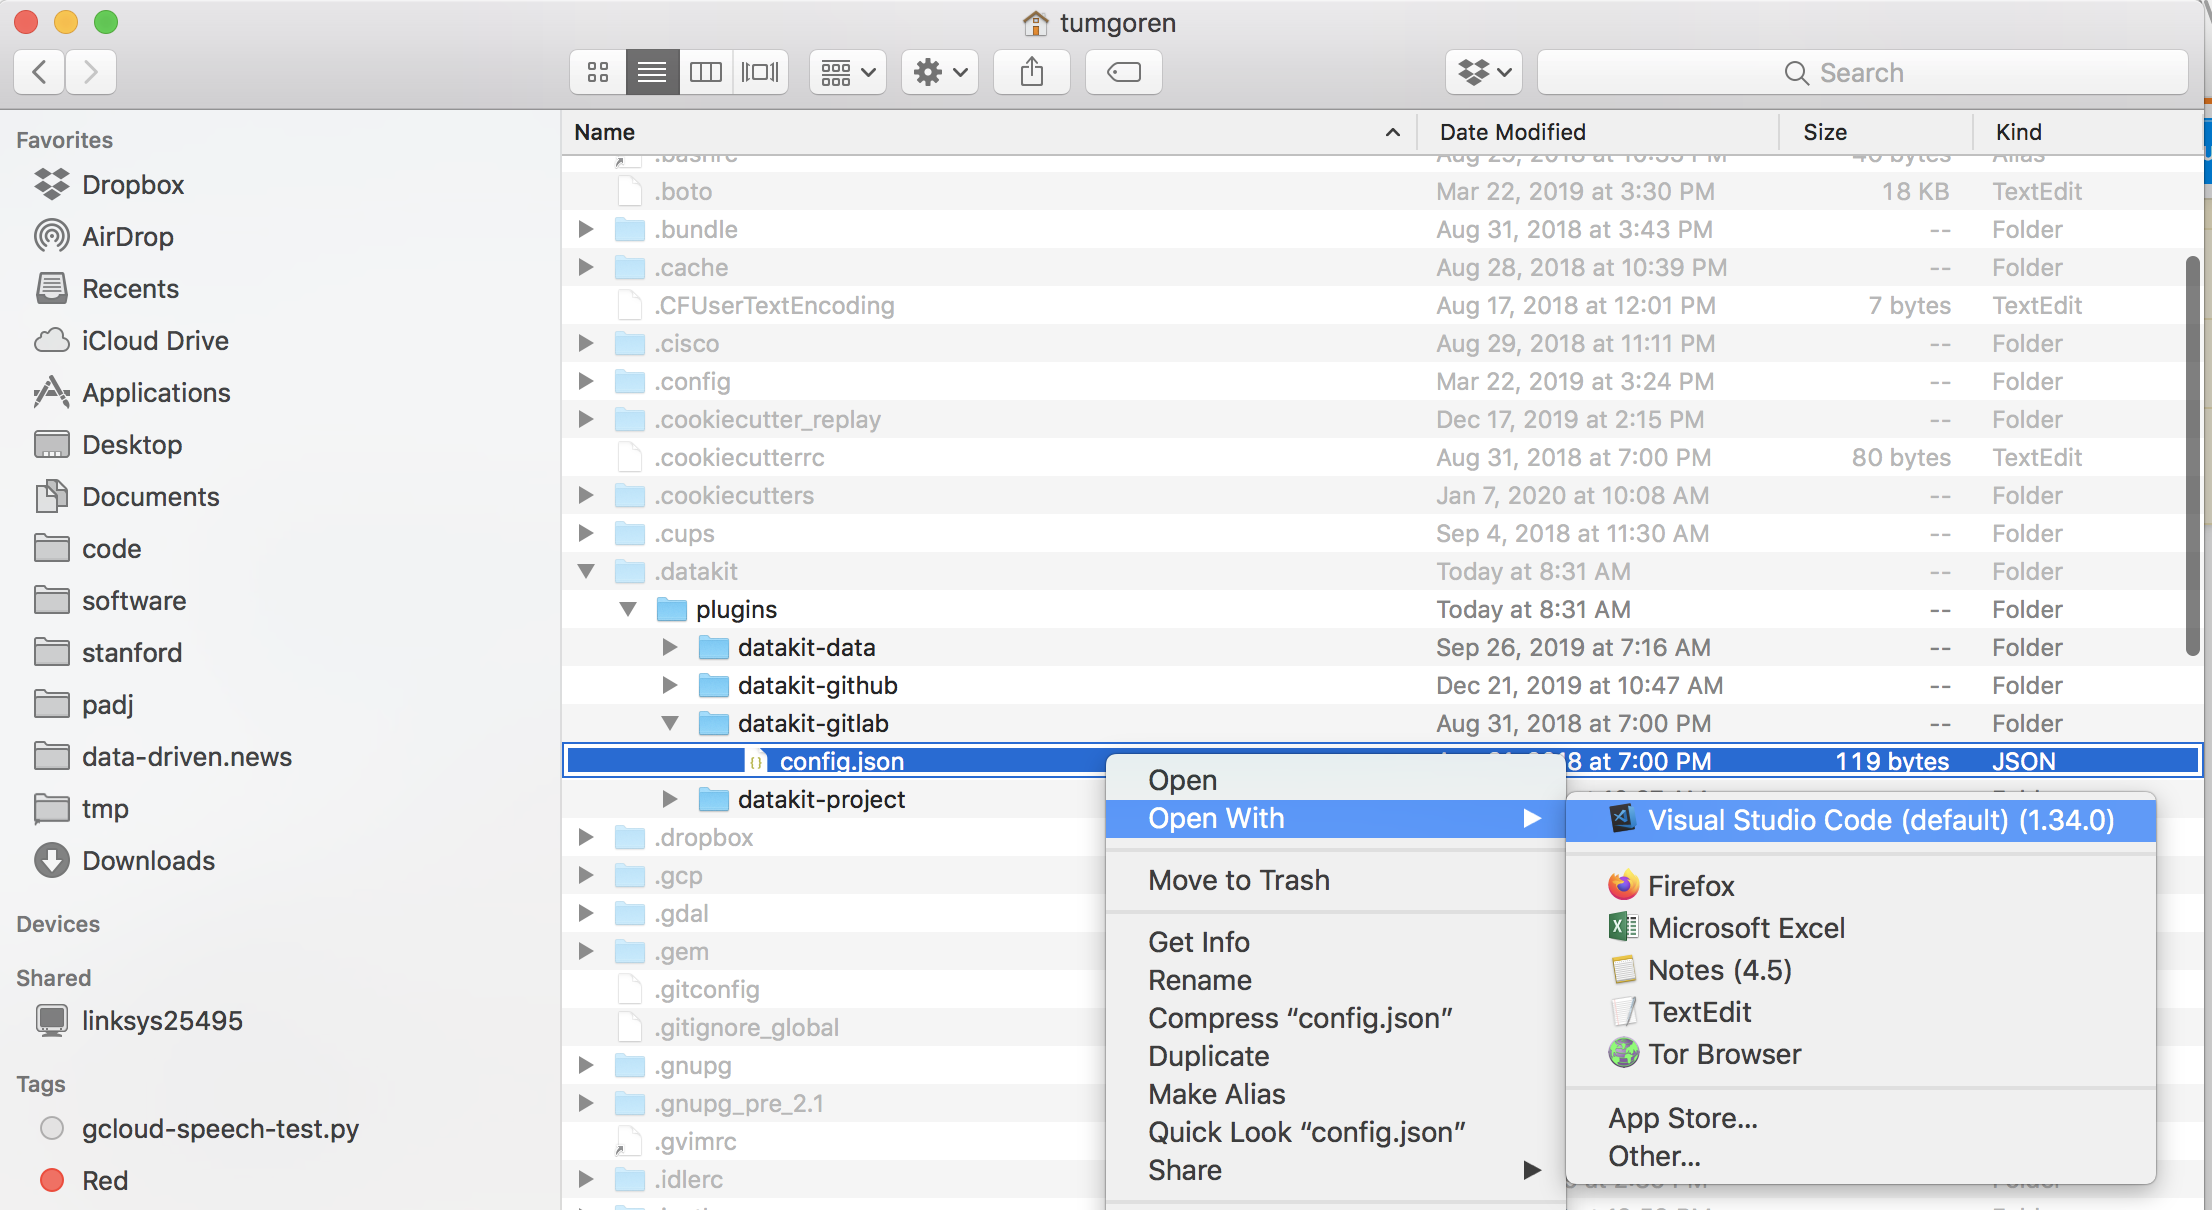 tumgoren
Search
Favorites
Dropbox
AirDrop
Recents
iCloud Drive
Applications
Desktop
Documents
code
software
stanford
padj
data-driven.news
tmp
Downloads
Devices
Shared
linksys25495
Tags
gcloud-speech-test.py
Red
Name Date Modified Size Kind
.bashrc Aug 29, 2018 at 10:35 PM 40 bytes Alias
.boto Mar 22, 2019 at 3:30 PM 18 KB TextEdit
.bundle Aug 31, 2018 at 3:43 PM -- Folder
.cache Aug 28, 2018 at 10:39 PM -- Folder
.CFUserTextEncoding Aug 17, 2018 at 12:01 PM 7 bytes TextEdit
.cisco Aug 29, 2018 at 11:11 PM -- Folder
.config Mar 22, 2019 at 3:24 PM -- Folder
.cookiecutter_replay Dec 17, 2019 at 2:15 PM -- Folder
.cookiecutterrc Aug 31, 2018 at 7:00 PM 80 bytes TextEdit
.cookiecutters Jan 7, 2020 at 10:08 AM -- Folder
.cups Sep 4, 2018 at 11:30 AM -- Folder
.datakit Today at 8:31 AM -- Folder
plugins Today at 8:31 AM -- Folder
datakit-data Sep 26, 2019 at 7:16 AM -- Folder
datakit-github Dec 21, 2019 at 10:47 AM -- Folder
datakit-gitlab Aug 31, 2018 at 7:00 PM -- Folder
config.json 8 at 7:00 PM 119 bytes JSON
datakit-project
.dropbox
.gcp
.gdal
.gem
.gitconfig
.gitignore_global
.gnupg
.gnupg_pre_2.1
.gvimrc
.idlerc
Open
Open With
Move to Trash
Get Info
Rename
Compress “config.json”
Duplicate
Make Alias
Quick Look “config.json”
Share
Visual Studio Code (default) (1.34.0)
Firefox
Microsoft Excel
Notes (4.5)
TextEdit
Tor Browser
App Store...
Other...